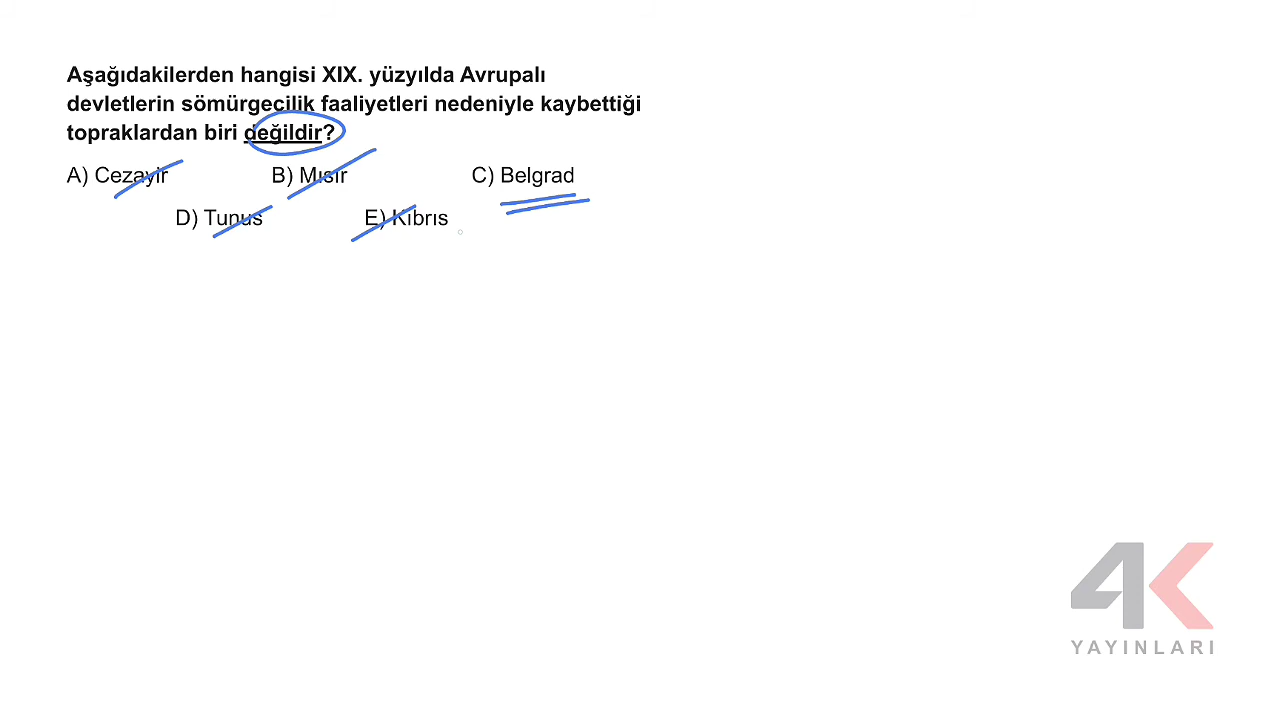 Aşağıdakilerden hangisi XIX. yüzyılda Avrupalı
devletlerin sömürgecilik faaliyetleri nedeniyle kaybettiği
topraklardan biri değildir?
A) Cezayir B) Mısır C) Belgrad
D) Tunus E) Kıbrıs
4K
YAYINLARI